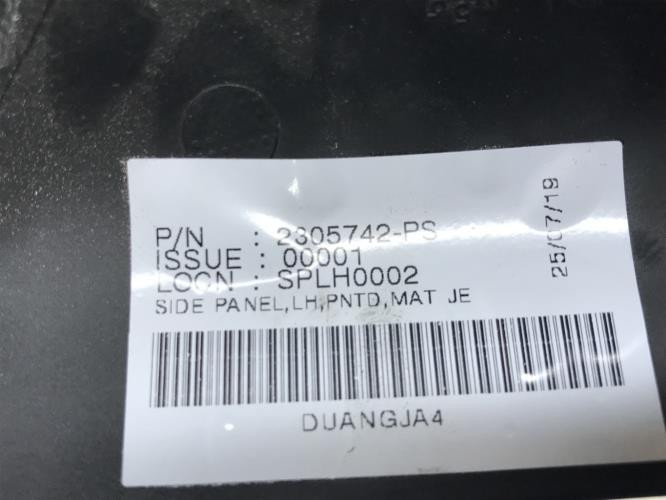 P/N : 2305742-PS
ISSUE : 00001
LOCN : SPLH0002
SIDE PANEL,LH,PNTD,MAT JE
25/07/19
DUANGJA4